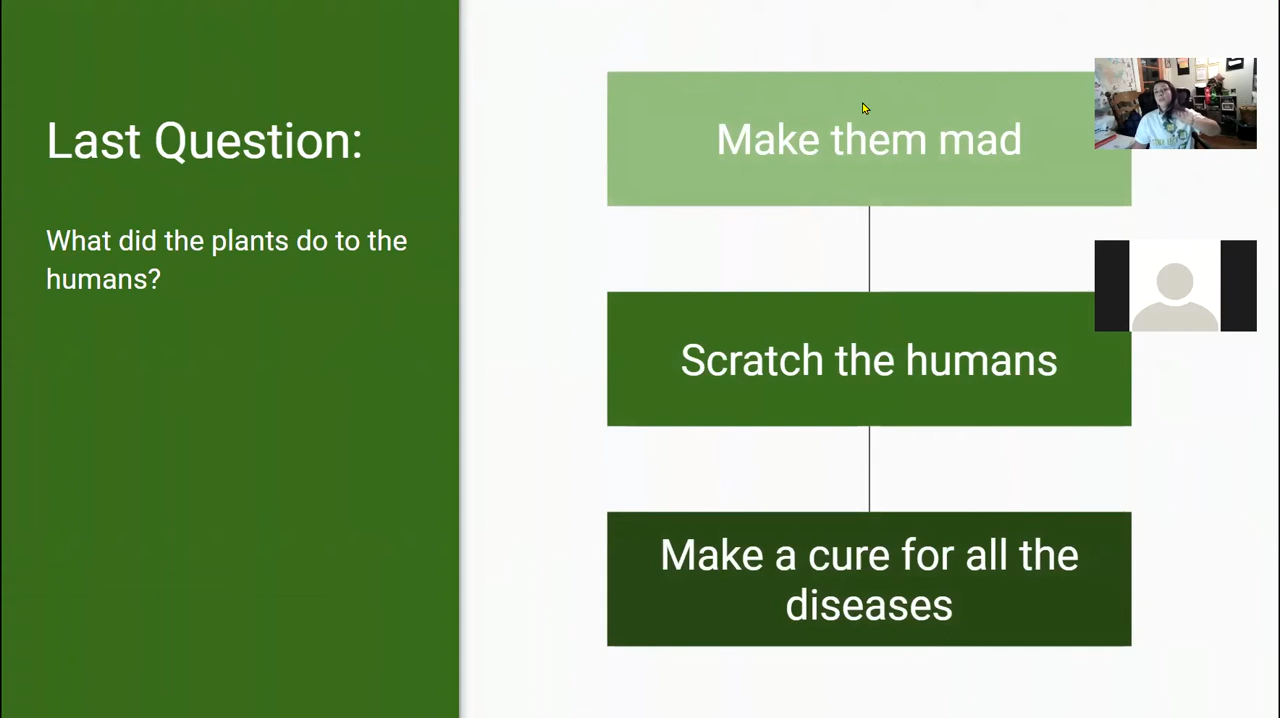 Last Question:
What did the plants do to the
humans?
Make them mad
Scratch the humans
Make a cure for all the
diseases